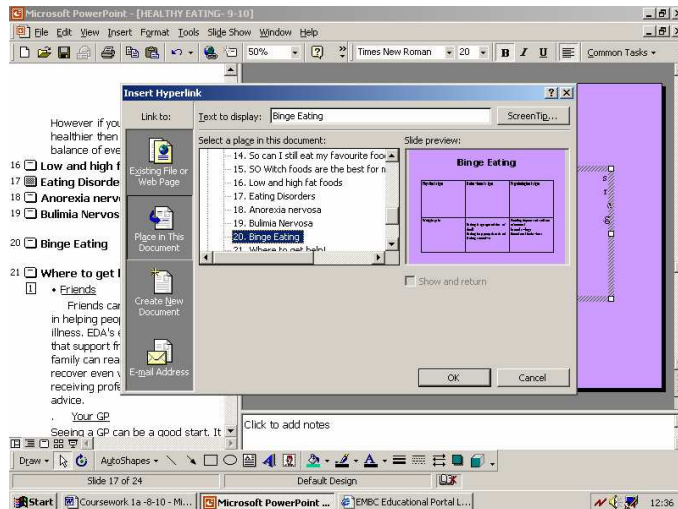 Microsoft PowerPoint - [HEALTHY EATING- 9-10]
File Edit View Insert Format Tools Slide Show Window Help
50% Times New Roman 20 B I U Common Tasks
However if you
healthier then
balance of eve
16 Low and high f
17 Eating Disorde
18 Anorexia nerv
19 Bulimia Nervos
20 Binge Eating
21 Where to get l
1 • Friends
Friends car
in helping peop
illness. EDA's e
that support fr
family can rea
recover even v
receiving profe
advice.
. Your GP
Seeing a GP can be a good start. It
Insert Hyperlink
Link to:
Text to display: Binge Eating
ScreenTip...
Select a place in this document:
Slide preview:
Existing File or
Web Page
Place in This
Document
Create New
Document
E-mail Address
14. So can I still eat my favourite foo
15. SO Witch foods are the best for n
16. Low and high fat foods
17. Eating Disorders
18. Anorexia nervosa
19. Bulimia Nervosa
20. Binge Eating
21. Where to get help!
Binge Eating
Show and return
OK Cancel
Click to add notes
Draw AutoShapes
Slide 17 of 24 Default Design
Start Coursework 1a -8-10 - Mi... Microsoft PowerPoint ... EMBC Educational Portal L... 12:36